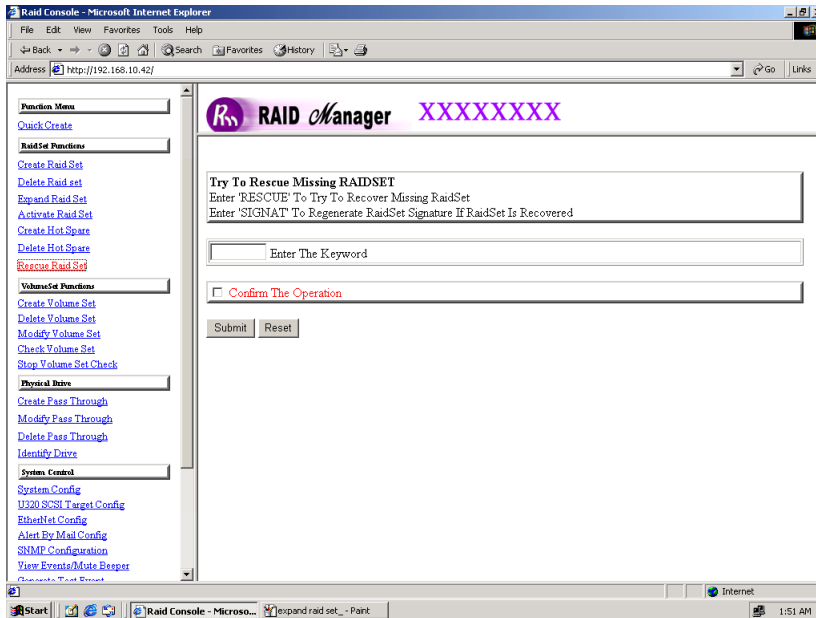 Raid Console - Microsoft Internet Explorer
File Edit View Favorites Tools Help
Back Search Favorites History
Address http://192.168.10.42/ Go Links
Function Menu
Quick Create
RaidSet Functions
Create Raid Set
Delete Raid set
Expand Raid Set
Activate Raid Set
Create Hot Spare
Delete Hot Spare
Rescue Raid Set
VolumeSet Functions
Create Volume Set
Delete Volume Set
Modify Volume Set
Check Volume Set
Stop Volume Set Check
Physical Drive
Create Pass Through
Modify Pass Through
Delete Pass Through
Identify Drive
System Control
System Config
U320 SCSI Target Config
EtherNet Config
Alert By Mail Config
SNMP Configuration
View Events/Mute Beeper
Generate Test Event
RAID Manager XXXXXXXX
Try To Rescue Missing RAIDSET
Enter 'RESCUE' To Try To Recover Missing RaidSet
Enter 'SIGNAT' To Regenerate RaidSet Signature If RaidSet Is Recovered
Enter The Keyword
Confirm The Operation
Submit Reset
Internet
Start Raid Console - Microso... expand raid set_ - Paint 1:51 AM